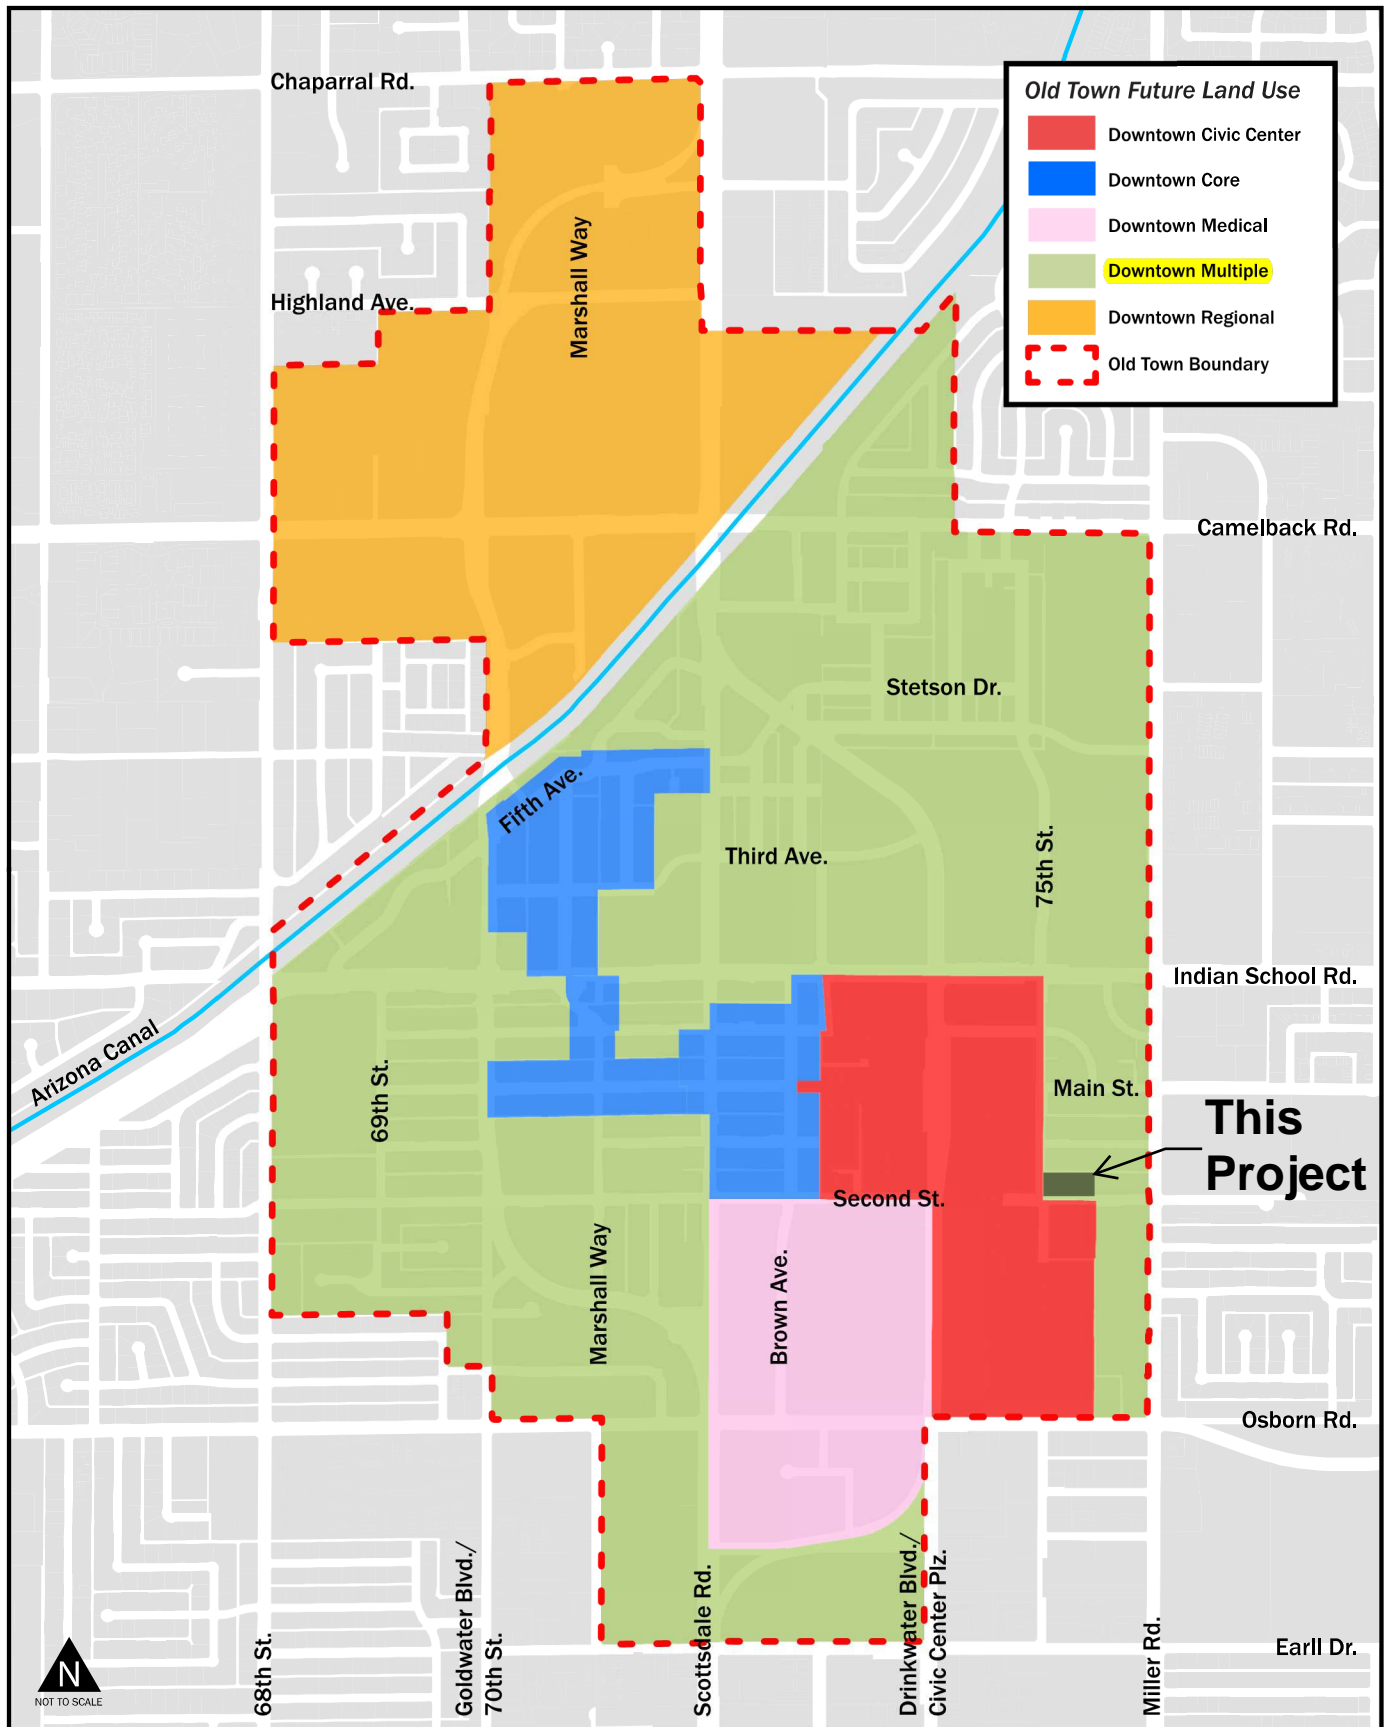 Chaparral Rd.
Old Town Future Land Use
Downtown Civic Center
Downtown Core
Downtown Medical
Downtown Multiple
Downtown Regional
Old Town Boundary
Marshall Way
Highland Ave.
Camelback Rd.
Stetson Dr.
Fifth Ave.
Third Ave.
75th St.
Indian School Rd.
Arizona Canal
69th St.
Main St.
This
Project
Second St.
Marshall Way
Brown Ave.
Osborn Rd.
N
NOT TO SCALE
68th St.
Goldwater Blvd./
70th St.
Scottsdale Rd.
Drinkwater Blvd./
Civic Center Plz.
Miller Rd.
Earll Dr.